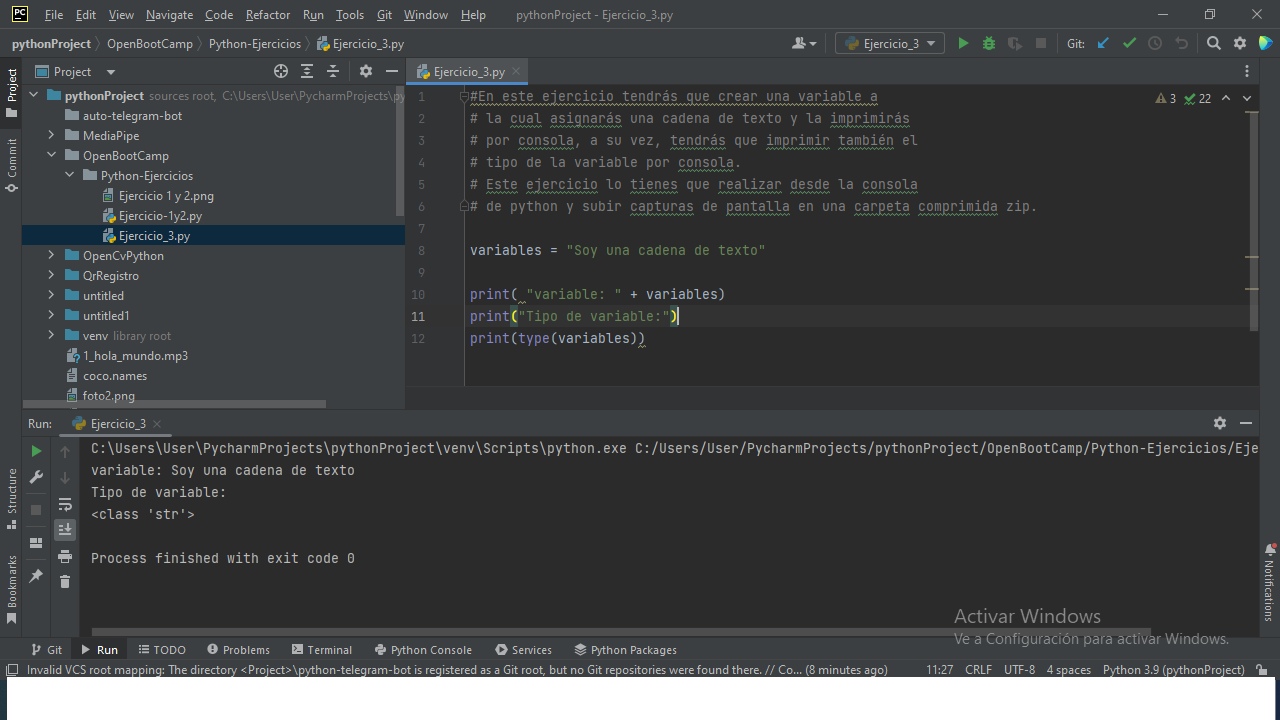 PC File Edit View Navigate Code Refactor Run Tools Git Window Help pythonProject - Ejercicio_3.py
pythonProject OpenBootCamp Python-Ejercicios Ejercicio_3.py Ejercicio_3 Git:
Project
Ejercicio_3.py
pythonProject sources root, C:\Users\User\PycharmProjects\py
auto-telegram-bot
MediaPipe
OpenBootCamp
Python-Ejercicios
Ejercicio 1 y 2.png
Ejercicio-1y2.py
Ejercicio_3.py
OpenCvPython
QrRegistro
untitled
untitled1
venv library root
1_hola_mundo.mp3
coco.names
foto2.png
Project
Commit
Structure
Bookmarks
3 22
1 #En este ejercicio tendrás que crear una variable a
2 # la cual asignarás una cadena de texto y la imprimirás
3 # por consola, a su vez, tendrás que imprimir también el
4 # tipo de la variable por consola.
5 # Este ejercicio lo tienes que realizar desde la consola
6 # de python y subir capturas de pantalla en una carpeta comprimida zip.
7
8 variables = "Soy una cadena de texto"
9
10 print( "variable: " + variables)
11 print("Tipo de variable:")
12 print(type(variables))
Run: Ejercicio_3
C:\Users\User\PycharmProjects\pythonProject\venv\Scripts\python.exe C:/Users/User/PycharmProjects/pythonProject/OpenBootCamp/Python-Ejercicios/Eje
variable: Soy una cadena de texto
Tipo de variable:
<class 'str'>
Process finished with exit code 0
Notifications
Activar Windows
Ve a Configuración para activar Windows.
Git Run TODO Problems Terminal Python Console Services Python Packages
Invalid VCS root mapping: The directory <Project>\python-telegram-bot is registered as a Git root, but no Git repositories were found there. // Co... (8 minutes ago) 11:27 CRLF UTF-8 4 spaces Python 3.9 (pythonProject)